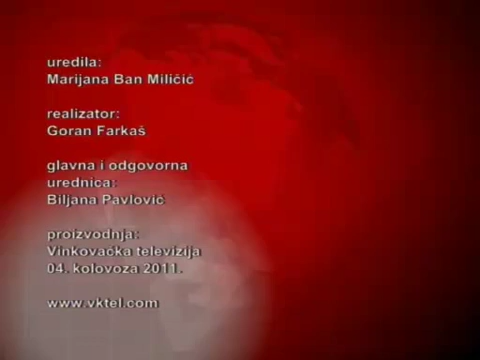 uredila:
Marijana Ban Miličić
realizator:
Goran Farkaš
glavna i odgovorna
urednica:
Biljana Pavlović
proizvodnja:
Vinkovačka televizija
04. kolovoza 2011.
www.vktel.com